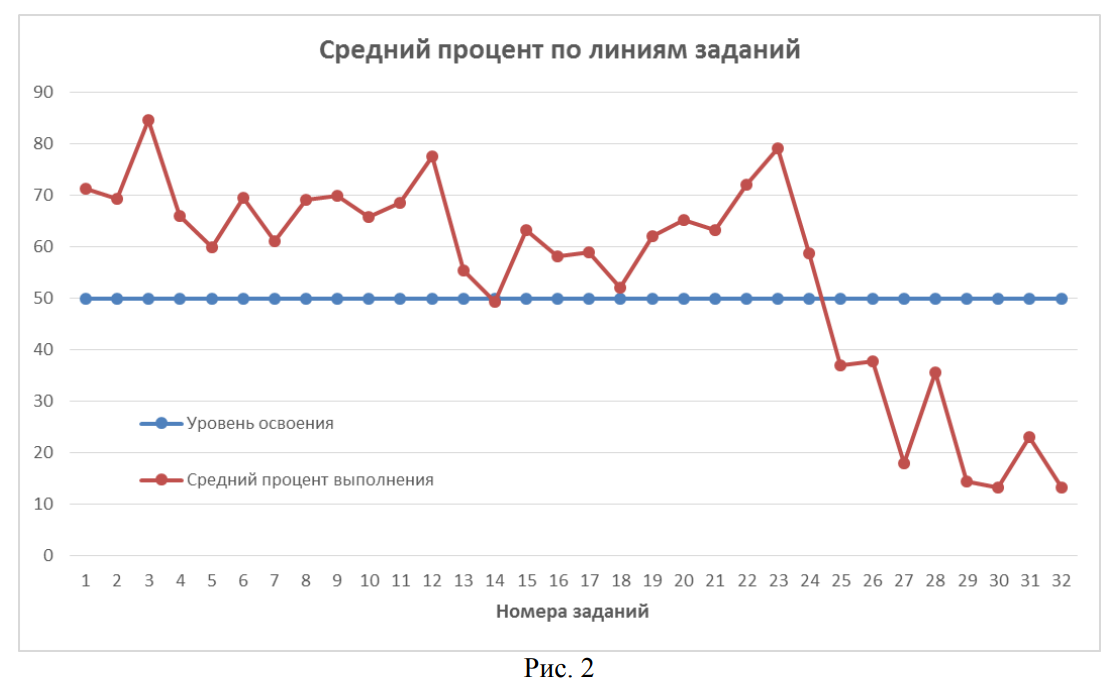 Средний процент по линиям заданий
90
80
70
60
50
40
30
20
10
0
Уровень освоения
Средний процент выполнения
1 2 3 4 5 6 7 8 9 10 11 12 13 14 15 16 17 18 19 20 21 22 23 24 25 26 27 28 29 30 31 32
Номера заданий
Рис. 2